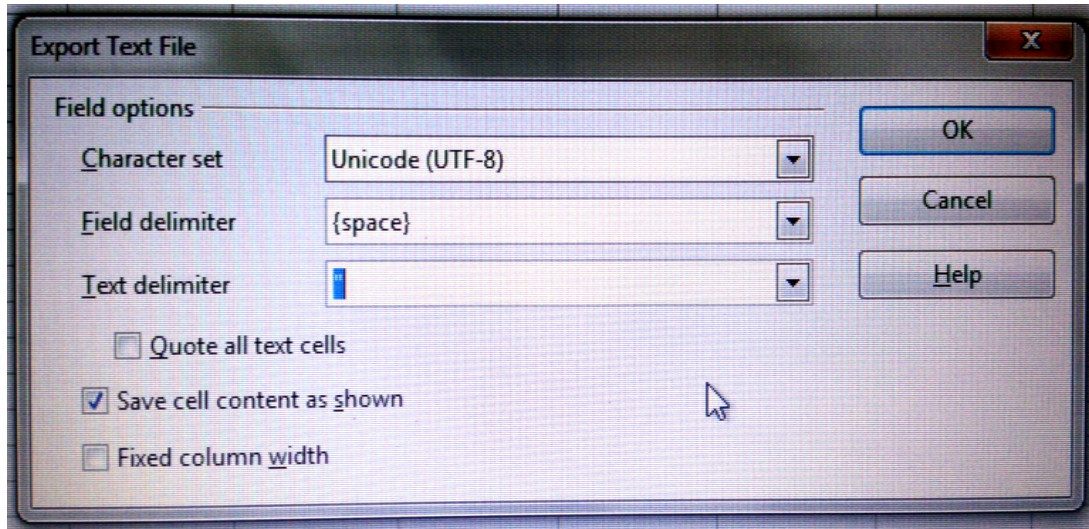 Export Text File
Field options
Character set
Unicode (UTF-8)
Field delimiter
{space}
Text delimiter
"
Quote all text cells
Save cell content as shown
Fixed column width
OK
Cancel
Help